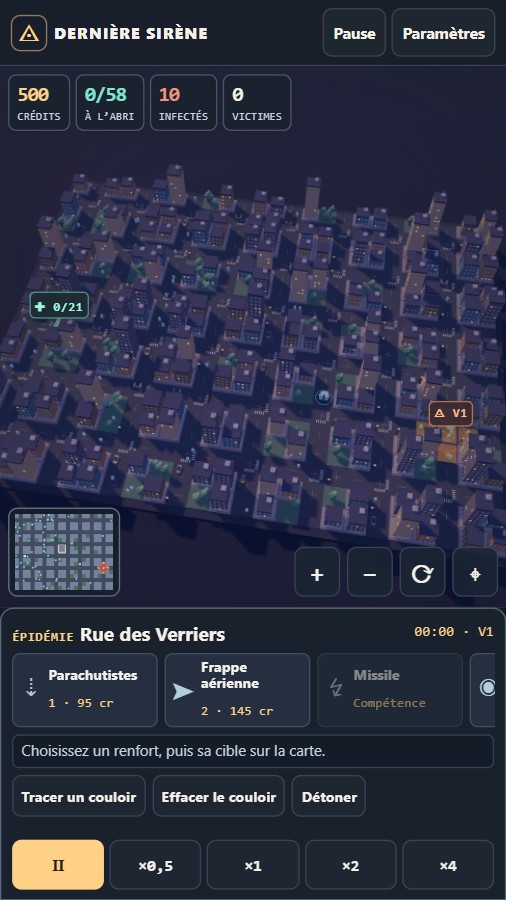 DERNIÈRE SIRÈNE
Pause
Paramètres
500
CRÉDITS
0/58
À L'ABRI
10
INFECTÉS
0
VICTIMES
0/21
V1
+
−
ÉPIDÉMIE Rue des Verriers
00:00 · V1
Parachutistes
1 · 95 cr
Frappe
aérienne
2 · 145 cr
Missile
Compétence
Choisissez un renfort, puis sa cible sur la carte.
Tracer un couloir
Effacer le couloir
Détoner
II
×0,5
×1
×2
×4